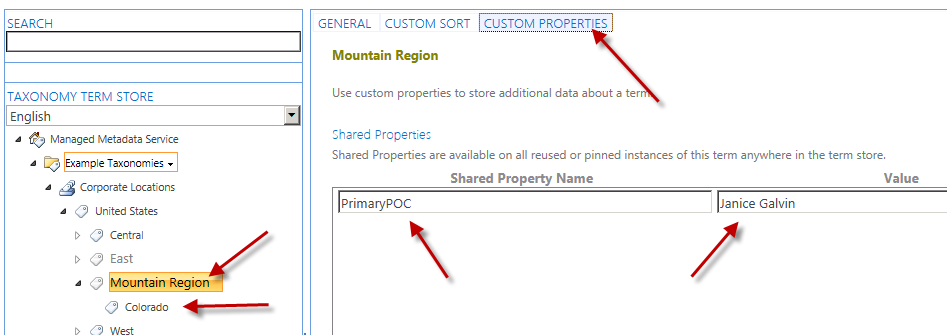 SEARCH
TAXONOMY TERM STORE
English
Managed Metadata Service
Example Taxonomies
Corporate Locations
United States
Central
East
Mountain Region
Colorado
West
GENERAL CUSTOM SORT CUSTOM PROPERTIES
Mountain Region
Use custom properties to store additional data about a term.
Shared Properties
Shared Properties are available on all reused or pinned instances of this term anywhere in the term store.
Shared Property Name Value
PrimaryPOC Janice Galvin